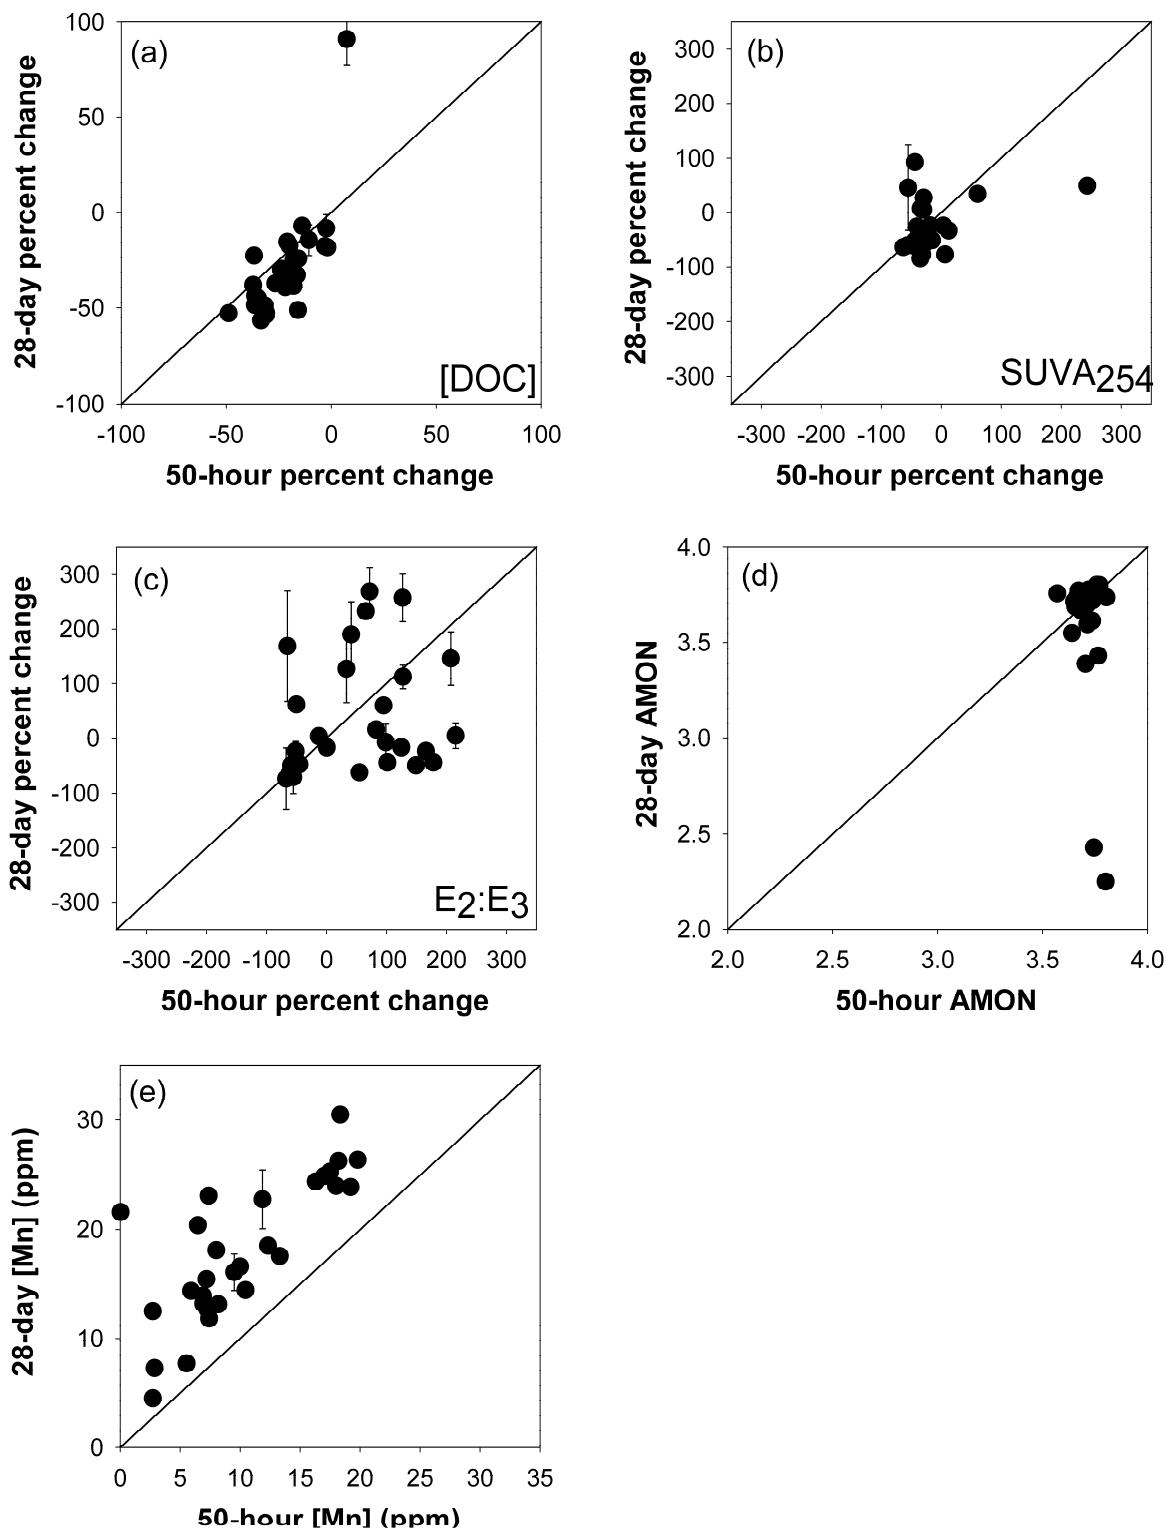 (a)
100
50
0
-50
-100
28-day percent change
[DOC]
-100 -50 0 50 100
50-hour percent change
(b)
300
200
100
0
-100
-200
-300
28-day percent change
SUVA254
-300 -200 -100 0 100 200 300
50-hour percent change
(c)
300
200
100
0
-100
-200
-300
28-day percent change
E2:E3
-300 -200 -100 0 100 200 300
50-hour percent change
(d)
4.0
3.5
3.0
2.5
2.0
28-day AMON
2.0 2.5 3.0 3.5 4.0
50-hour AMON
(e)
30
20
10
0
28-day [Mn] (ppm)
0 5 10 15 20 25 30 35
50-hour [Mn] (ppm)